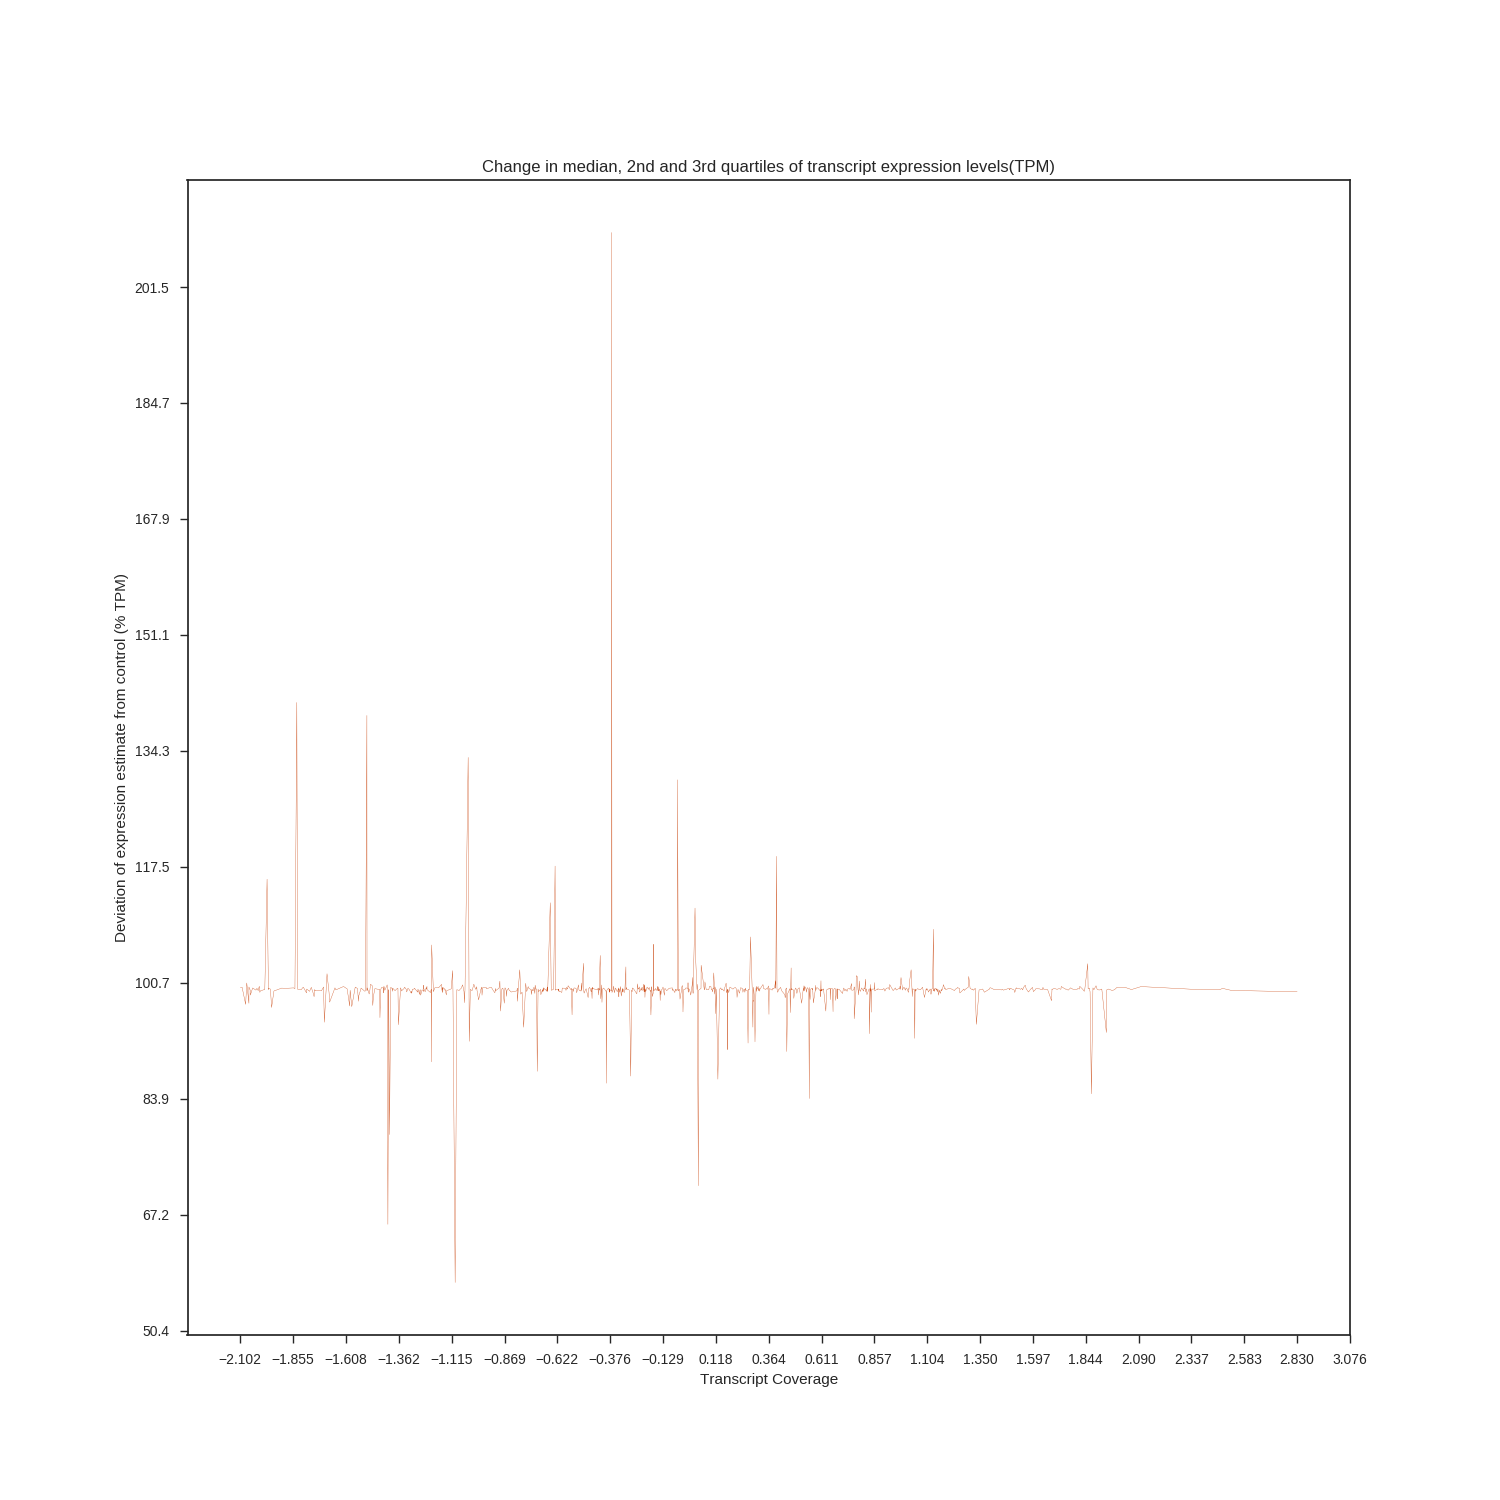 Change in median, 2nd and 3rd quartiles of transcript expression levels(TPM)
Deviation of expression estimate from control (% TPM)
201.5
184.7
167.9
151.1
134.3
117.5
100.7
83.9
67.2
50.4
−2.102 −1.855 −1.608 −1.362 −1.115 −0.869 −0.622 −0.376 −0.129 0.118 0.364 0.611 0.857 1.104 1.350 1.597 1.844 2.090 2.337 2.583 2.830 3.076
Transcript Coverage